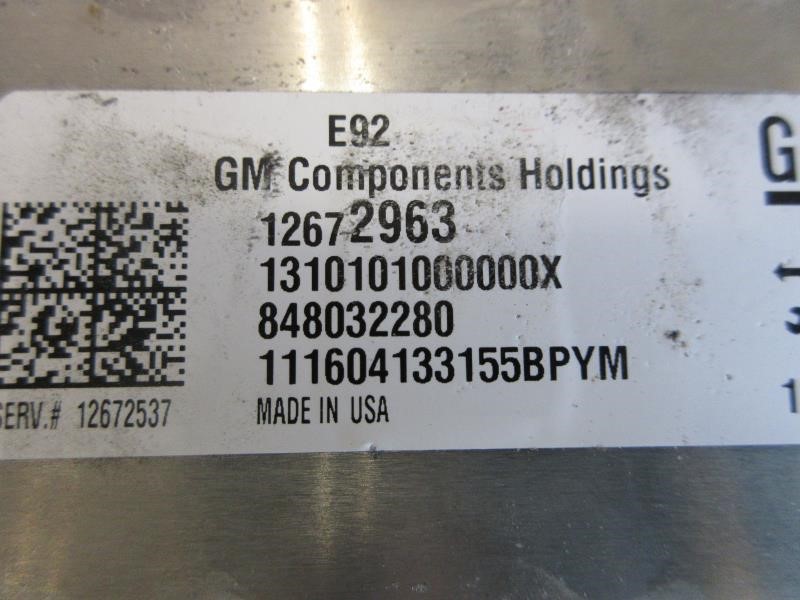 E92
GM Components Holdings
12672963
1310101000000X
848032280
111604133155BPYM
SERV.# 12672537
MADE IN USA
G